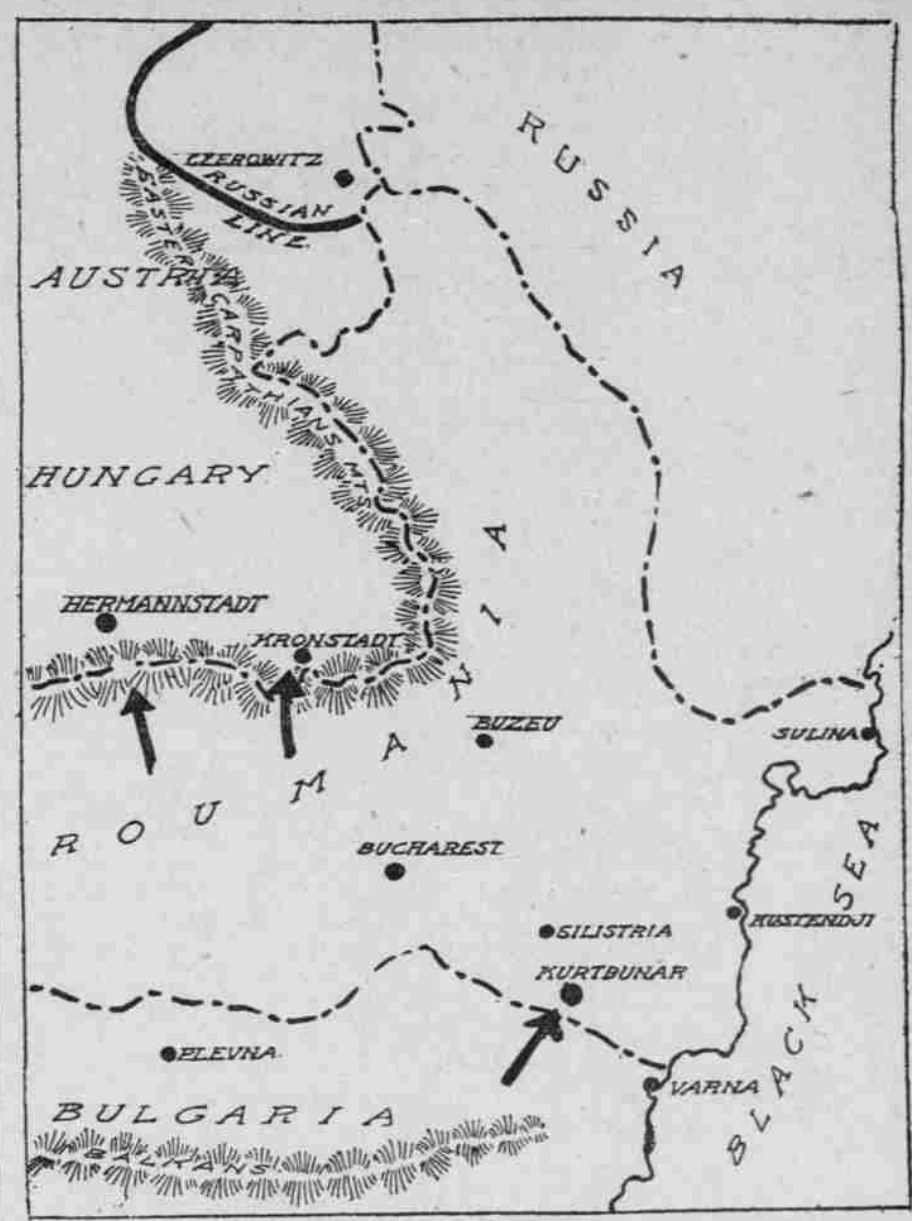 RUSSIA
CZEROWITZ
RUSSIAN
LINE
EASTERN CARPATHIANS MTS
AUSTRIA
HUNGARY
HERMANNSTADT
KRONSTADT
BUZEU
SULINA
ROUMANIA
BUCHAREST
SILISTRIA
KUSTENDJI
KURTBUNAR
PLEVNA.
VARNA
BLACK SEA
BULGARIA
BALKANS